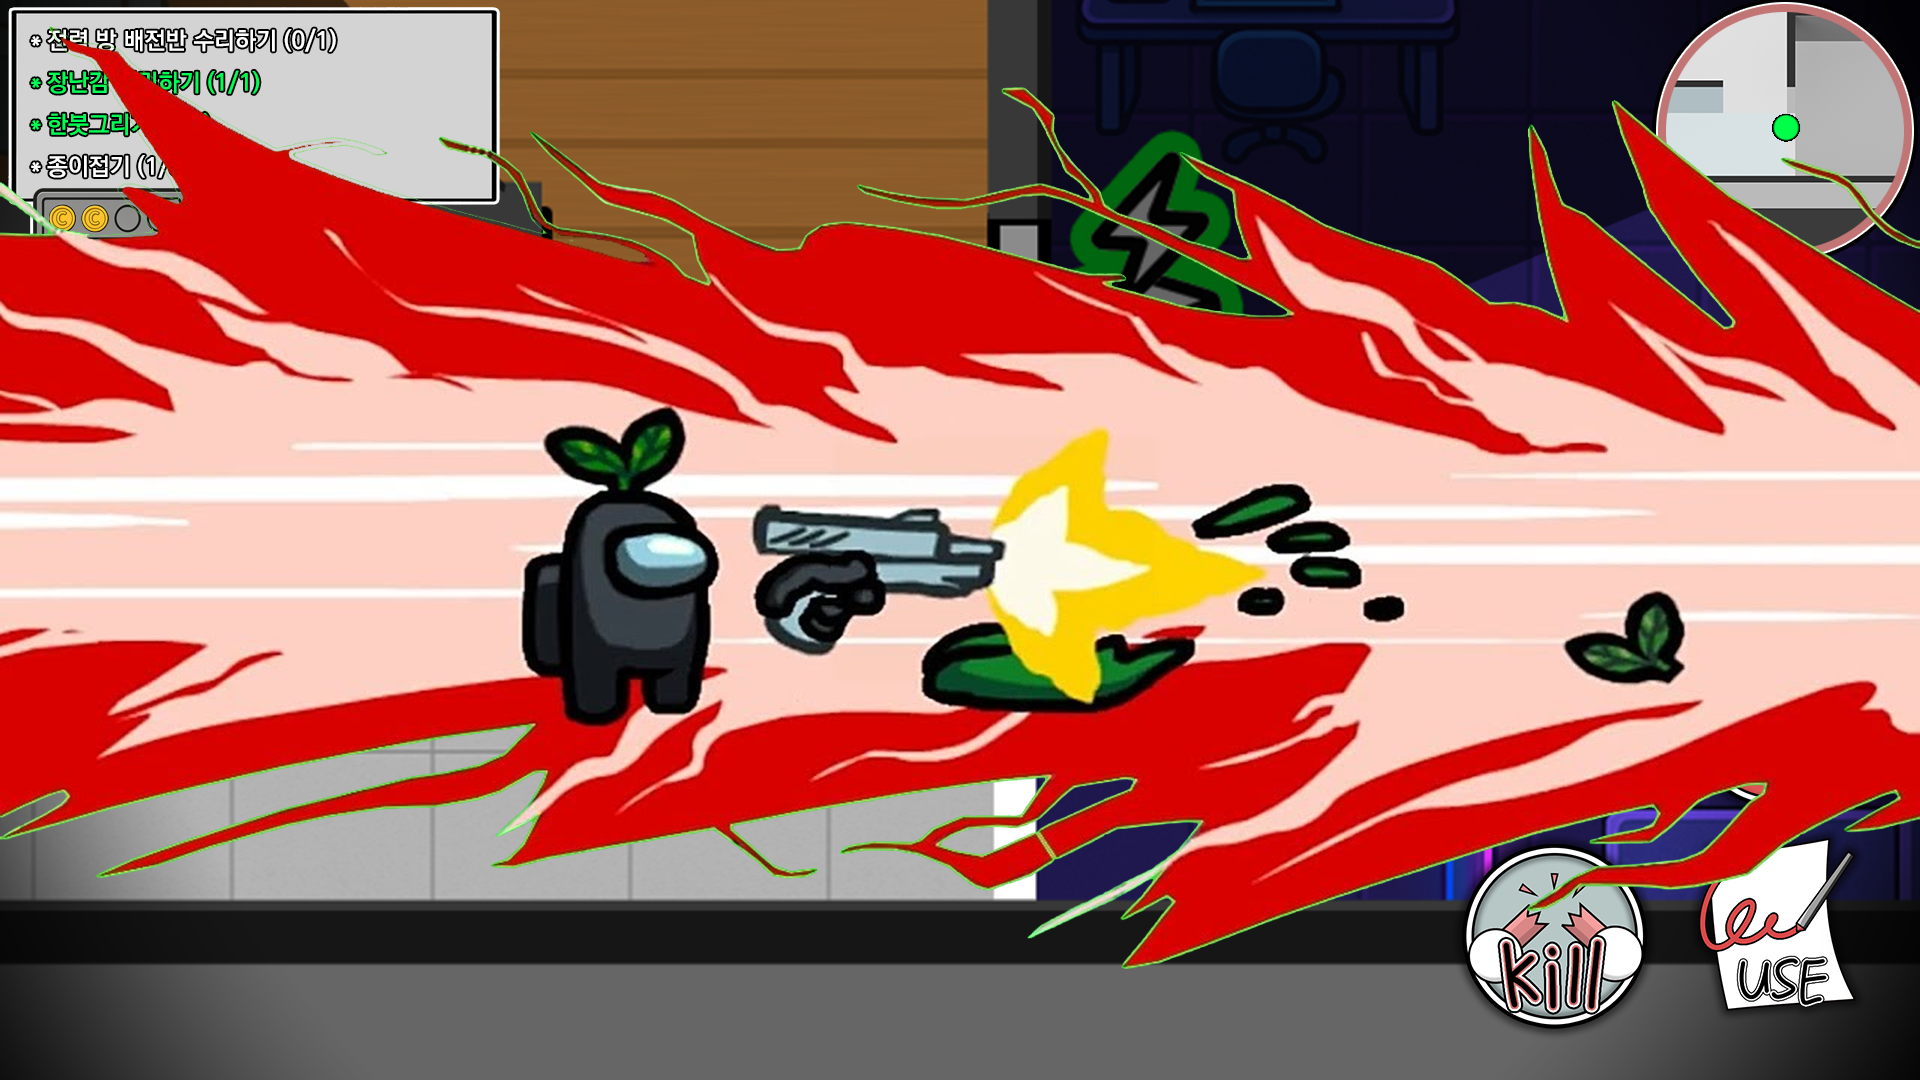 * 전력 방 배전반 수리하기 (0/1)
* 장난감 하기 (1/1)
* 한붓그리
* 종이접기 (1/
C C
kill
USE